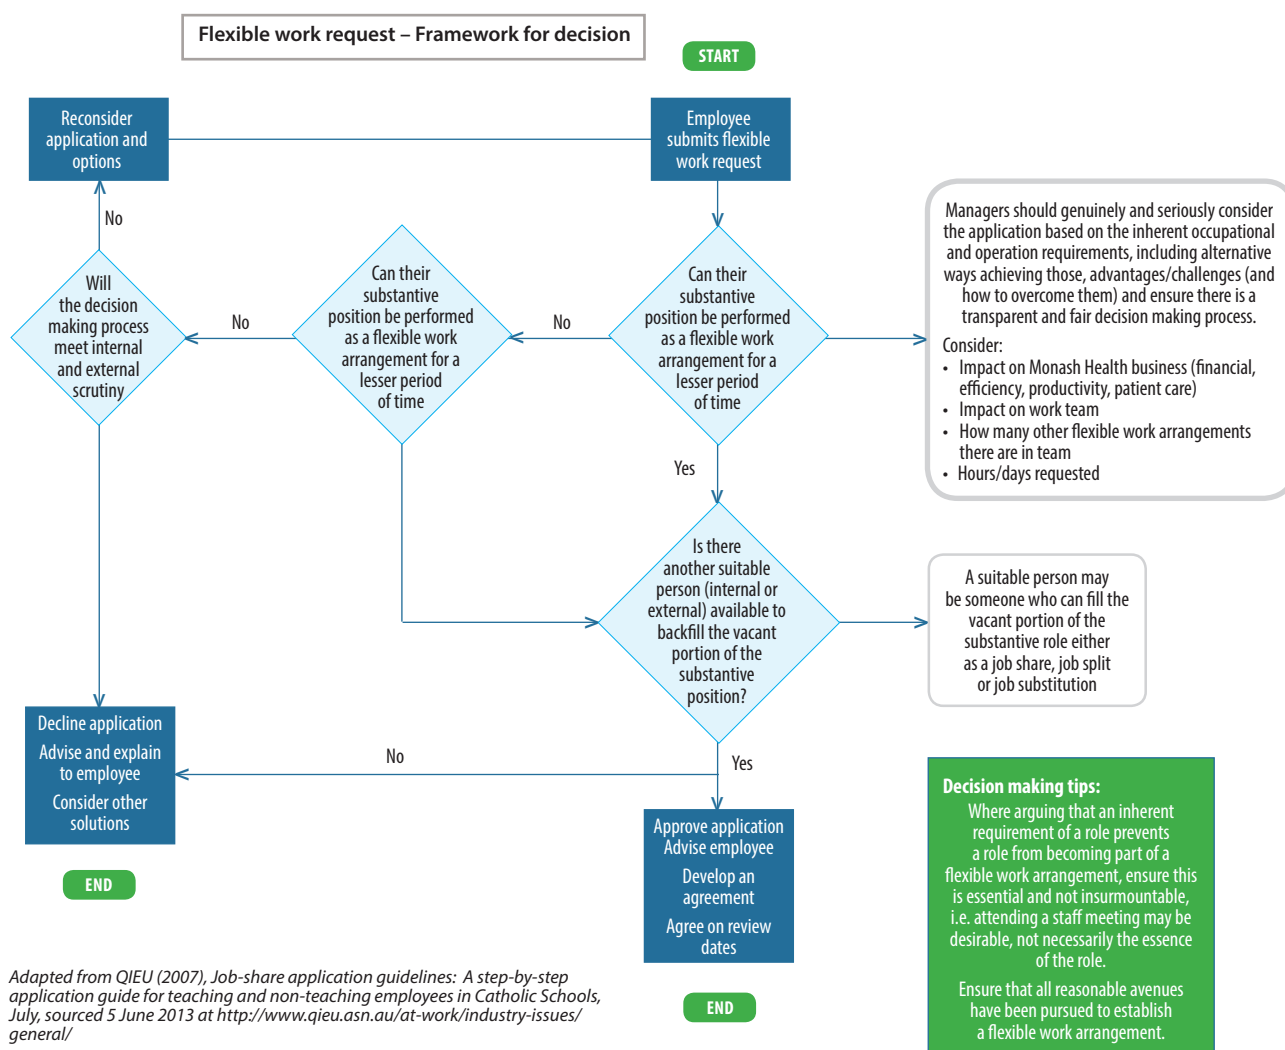 Flexible work request – Framework for decision
START
Reconsider
application and
options
Employee
submits flexible
work request
No
Will
the decision
making process
meet internal
and external
scrutiny
No
Can their
substantive
position be performed
as a flexible work
arrangement for a
lesser period
of time
No
Can their
substantive
position be performed
as a flexible work
arrangement for a
lesser period
of time
Managers should genuinely and seriously consider
the application based on the inherent occupational
and operation requirements, including alternative
ways achieving those, advantages/challenges (and
how to overcome them) and ensure there is a
transparent and fair decision making process.
Consider:
• Impact on Monash Health business (financial,
efficiency, productivity, patient care)
• Impact on work team
• How many other flexible work arrangements
there are in team
• Hours/days requested
Yes
Is there
another suitable
person (internal or
external) available to
backfill the vacant
portion of the
substantive
position?
A suitable person may
be someone who can fill the
vacant portion of the
substantive role either
as a job share, job split
or job substitution
Decline application
Advise and explain
to employee
Consider other
solutions
No
Yes
END
Approve application
Advise employee
Develop an
agreement
Agree on review
dates
END
Decision making tips:
Where arguing that an inherent
requirement of a role prevents
a role from becoming part of a
flexible work arrangement, ensure this
is essential and not insurmountable,
i.e. attending a staff meeting may be
desirable, not necessarily the essence
of the role.
Ensure that all reasonable avenues
have been pursued to establish
a flexible work arrangement.
Adapted from QIEU (2007), Job-share application guidelines: A step-by-step
application guide for teaching and non-teaching employees in Catholic Schools,
July, sourced 5 June 2013 at http://www.qieu.asn.au/at-work/industry-issues/
general/